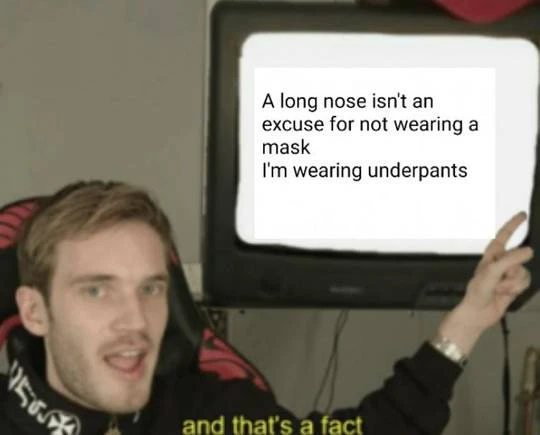 A long nose isn't an
excuse for not wearing a
mask
I'm wearing underpants
and that's a fact